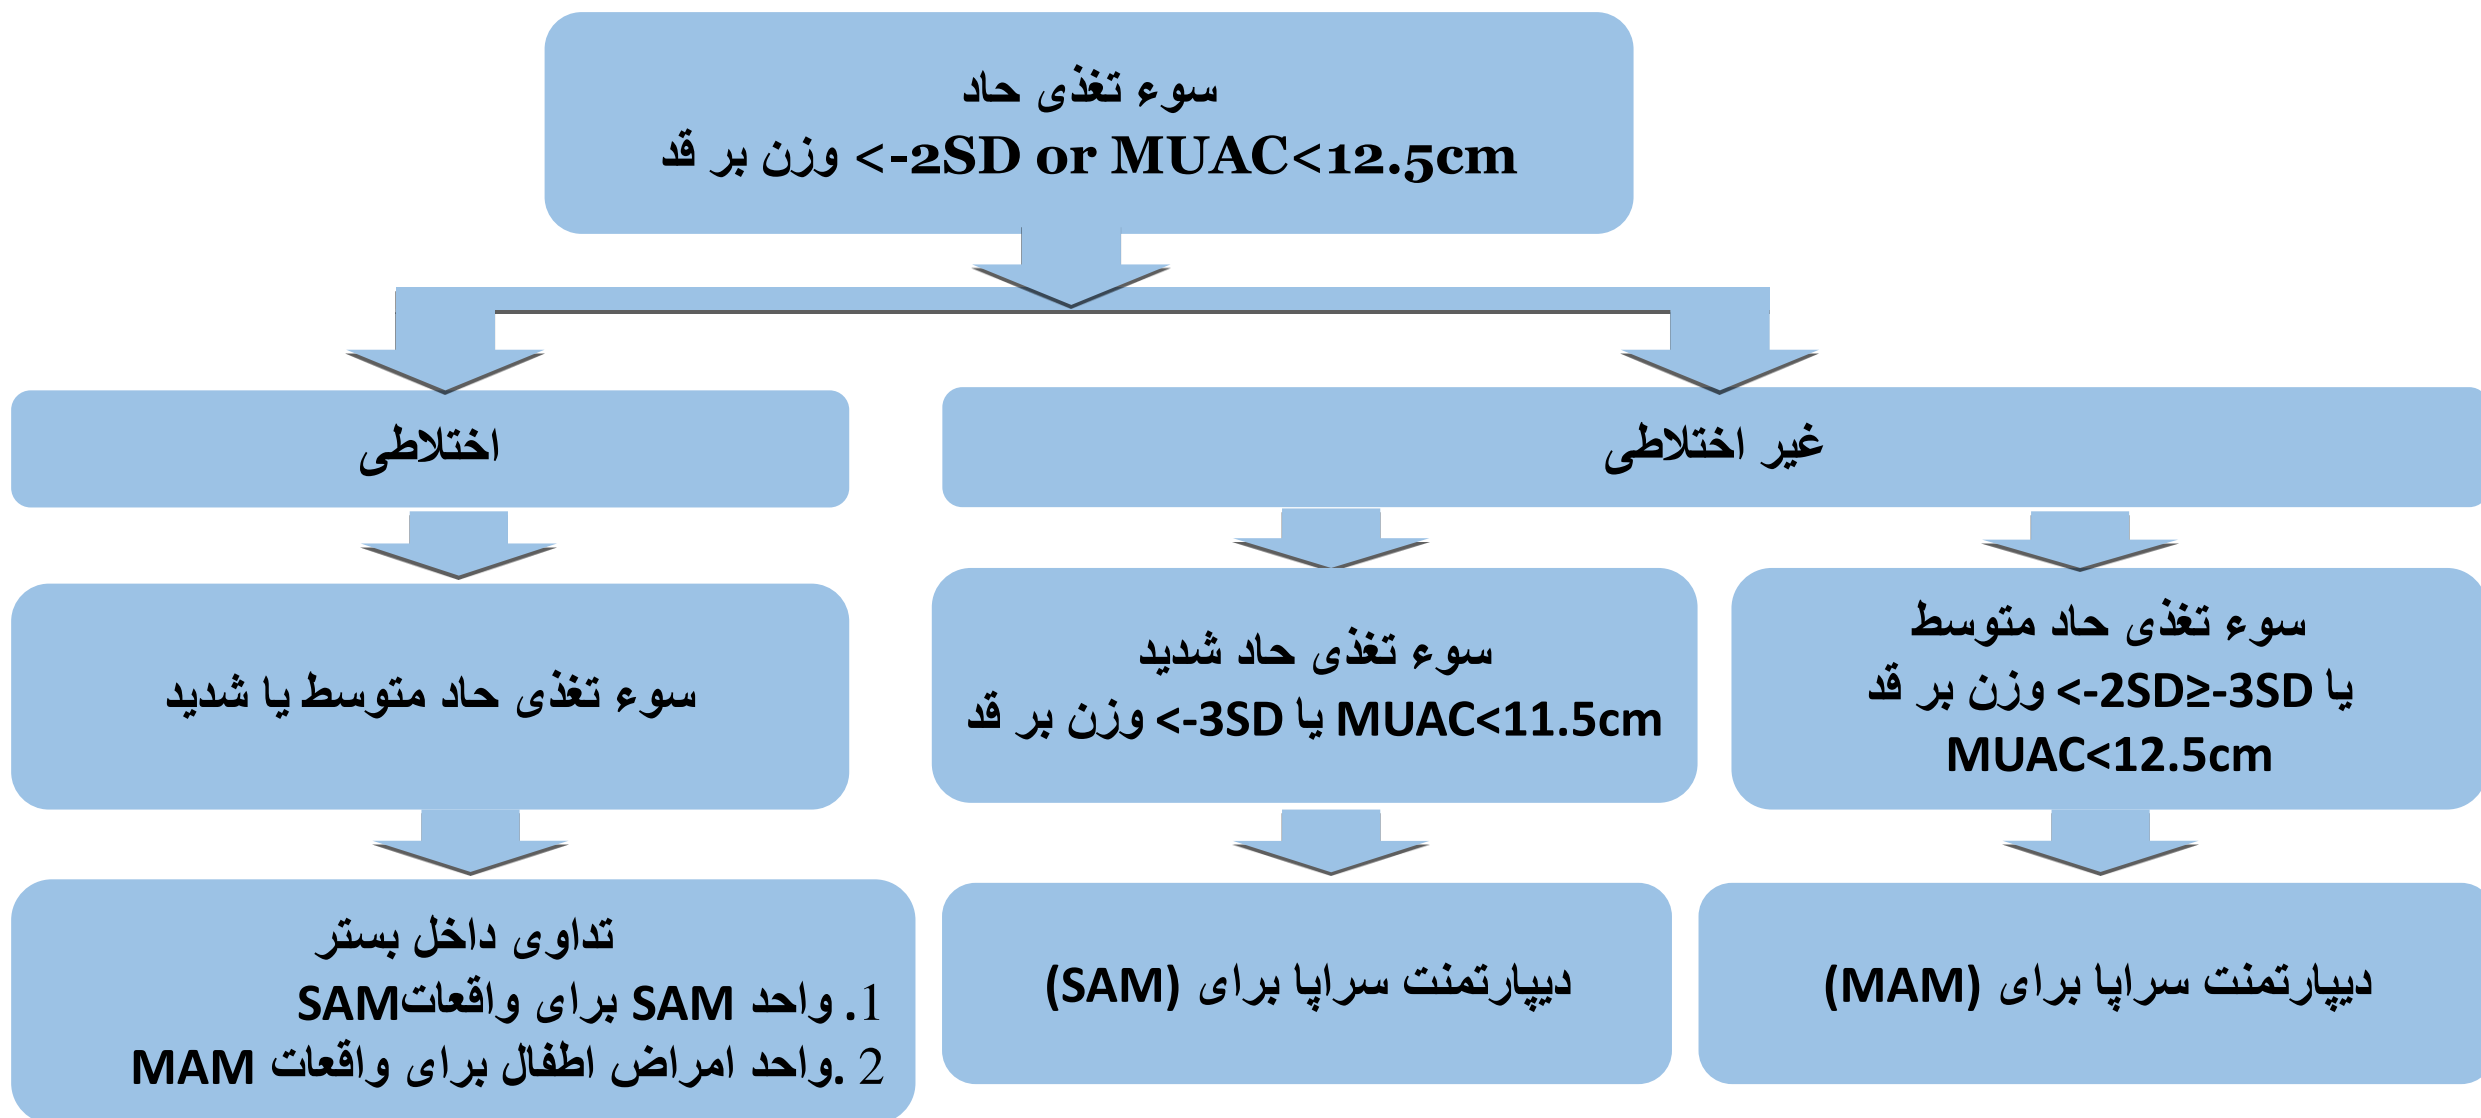 سوء تغذی حاد
وزن بر قد <-2SD or MUAC<12.5cm
غیر اختلاطی
اختلاطی
سوء تغذی حاد متوسط
وزن بر قد <-2SD≥-3SD یا
MUAC<12.5cm
سوء تغذی حاد شدید
وزن بر قد <-3SD یا MUAC<11.5cm
سوء تغذی حاد متوسط یا شدید
دیپارتمنت سراپا برای (MAM)
دیپارتمنت سراپا برای (SAM)
تداوی داخل بستر
1. واحد SAM برای واقعاتSAM
2 .واحد امراض اطفال برای واقعات MAM